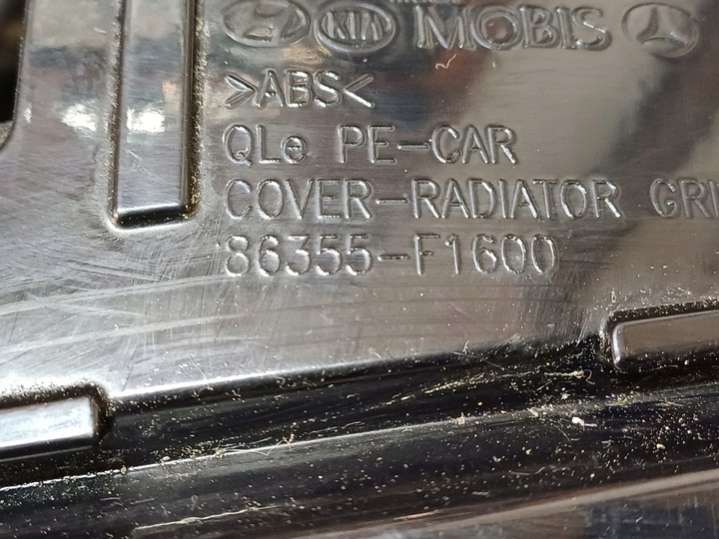 KIA MOBIS
>ABS<
QLe PE-CAR
COVER-RADIATOR GRI
86355-F1600